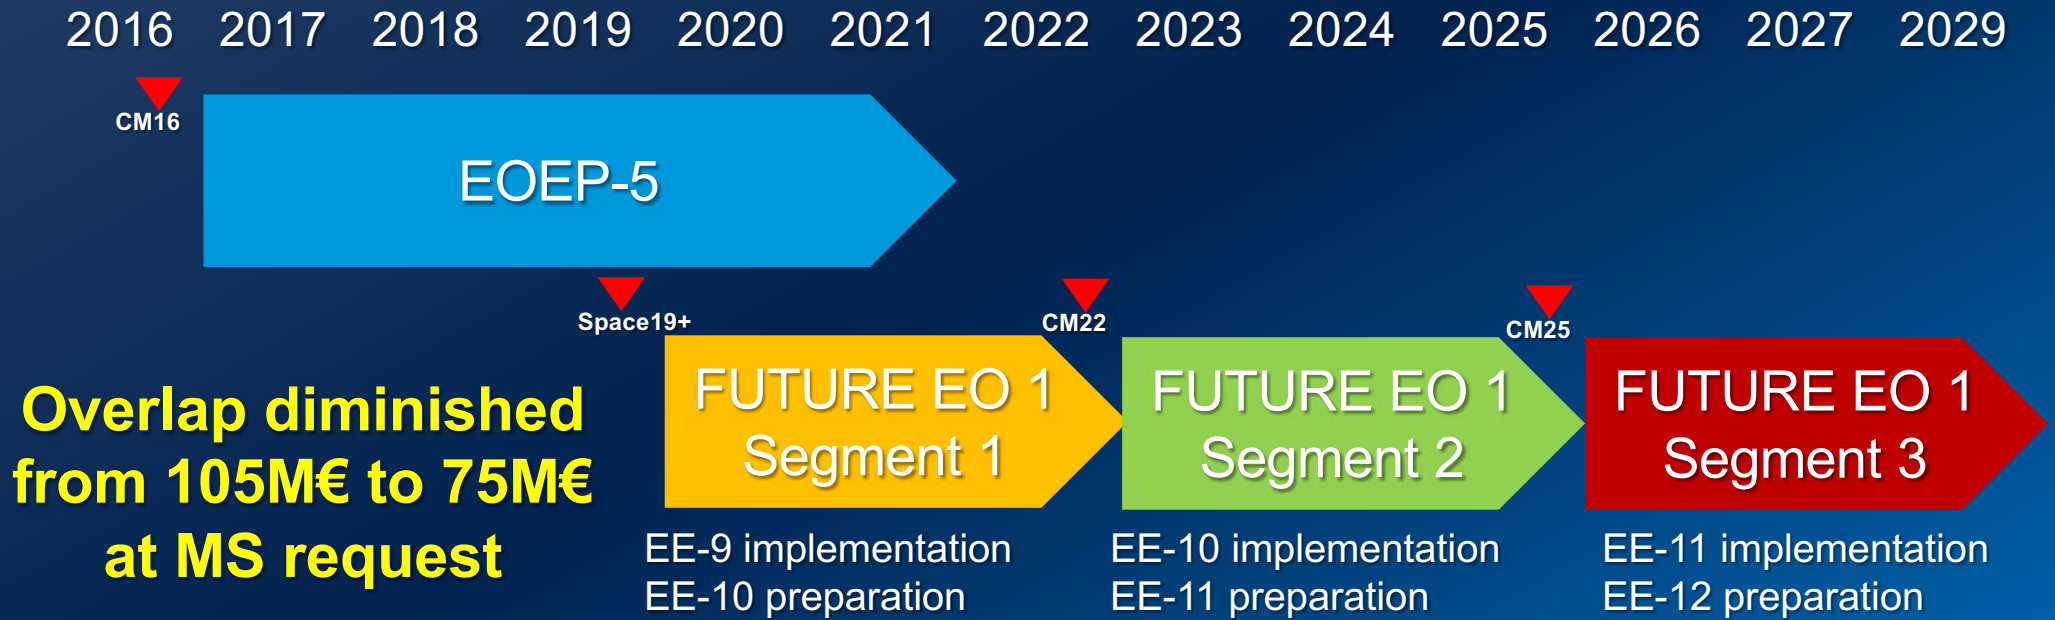 2016 2017 2018 2019 2020 2021 2022 2023 2024 2025 2026 2027 2029
CM16
EOEP-5
Space19+
CM22
CM25
FUTURE EO 1
Segment 1
FUTURE EO 1
Segment 2
FUTURE EO 1
Segment 3
Overlap diminished
from 105M€ to 75M€
at MS request
EE-9 implementation
EE-10 preparation
EE-10 implementation
EE-11 preparation
EE-11 implementation
EE-12 preparation